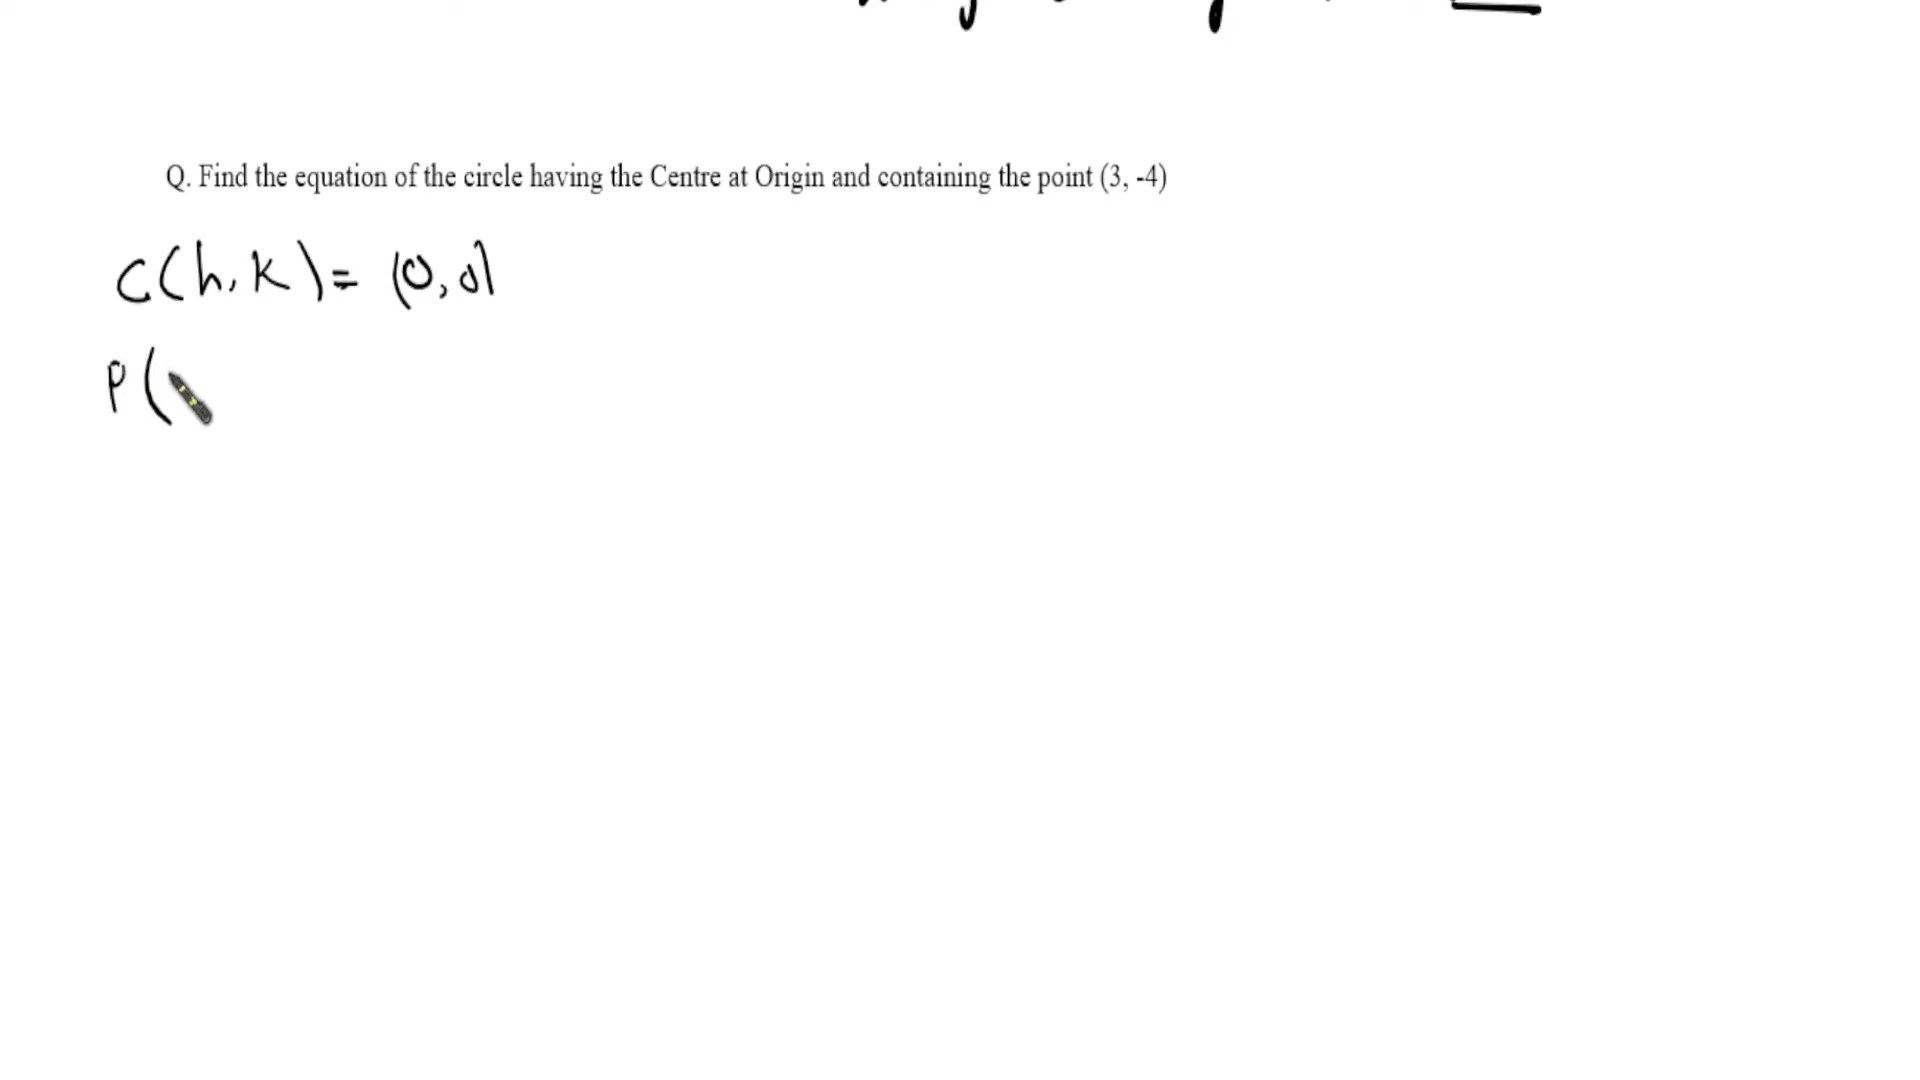 Q. Find the equation of the circle having the Centre at Origin and containing the point (3, -4)
C(h, k) = (0, 0)
P(